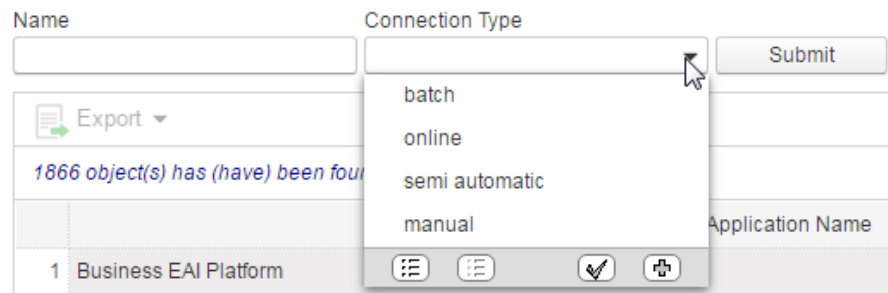 Name Connection Type
Submit
batch
Export
online
1866 object(s) has (have) been four
semi automatic
manual
Application Name
1 Business EAI Platform